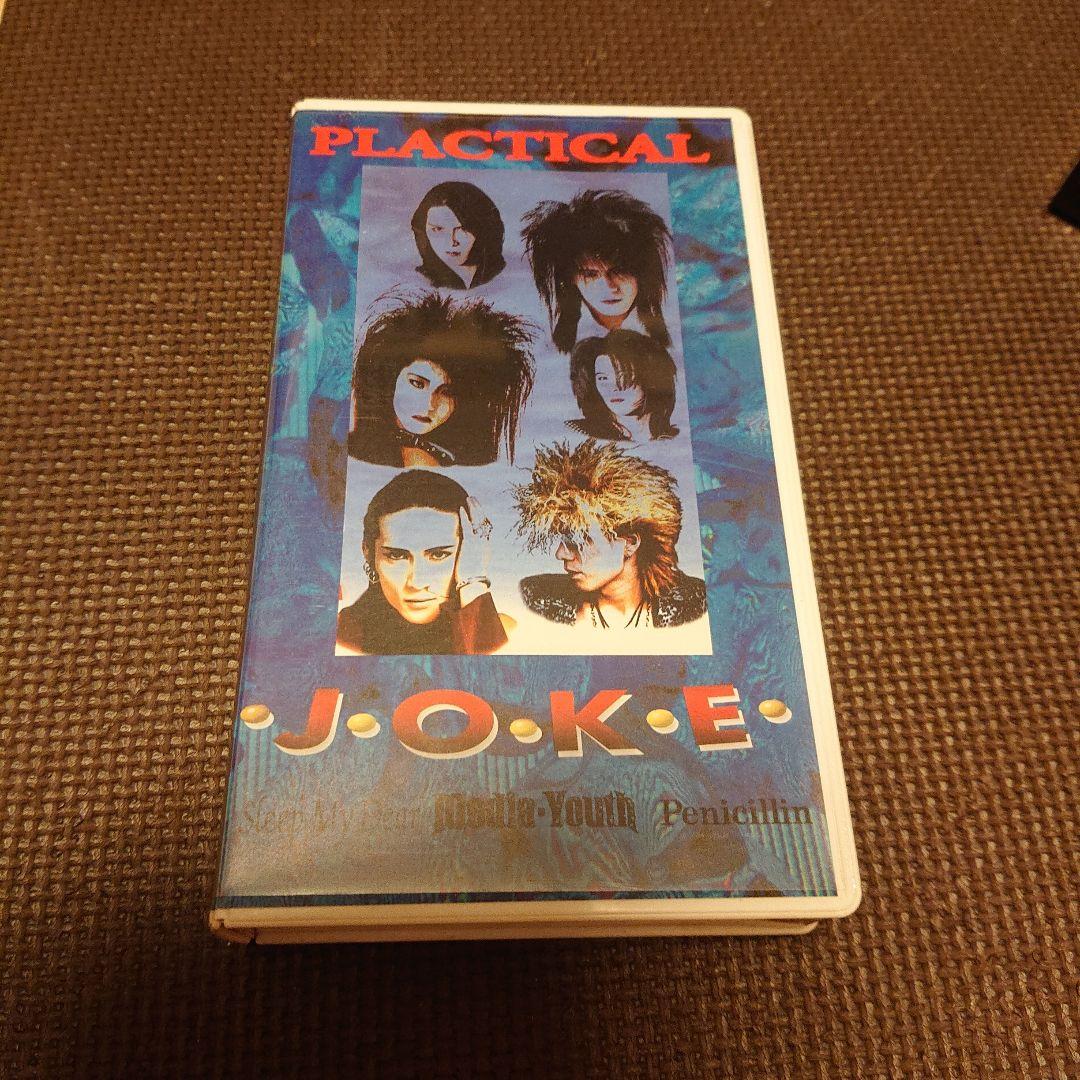 PLACTICAL
·J·O·K·E·
Sleep My Dear Media·Youth Penicillin